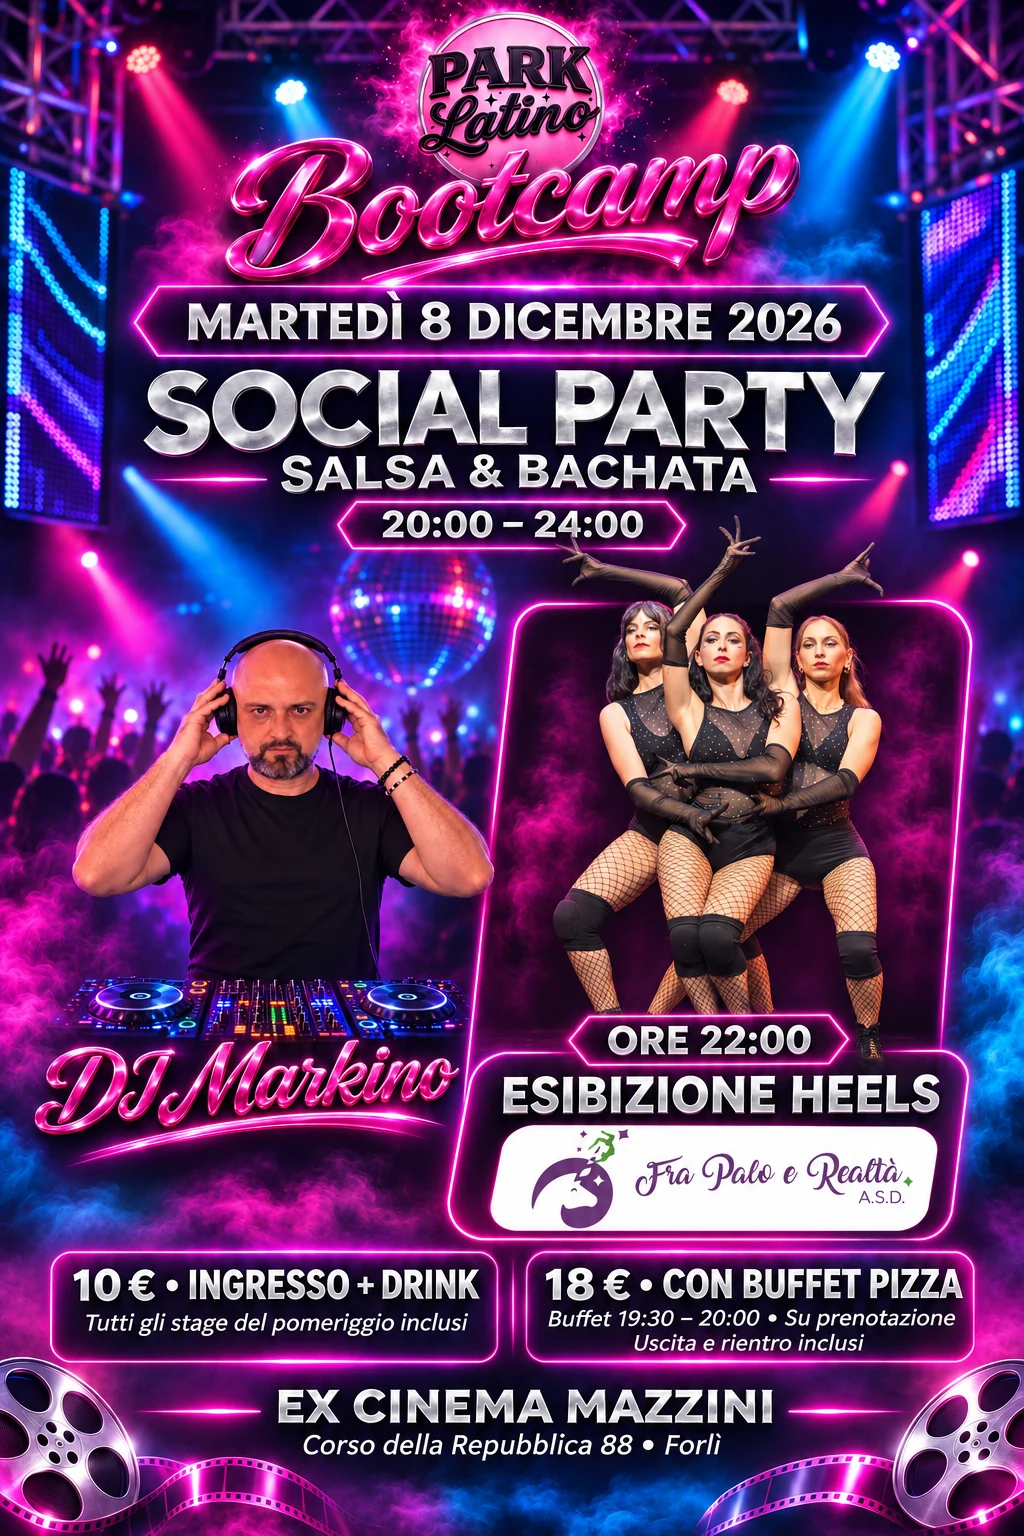 PARK
Latino
Bootcamp
MARTEDÌ 8 DICEMBRE 2026
SOCIAL PARTY
SALSA & BACHATA
20:00 – 24:00
DJ Markino
ORE 22:00
ESIBIZIONE HEELS
Fra Palo e Realtà
A.S.D.
10 € • INGRESSO + DRINK
Tutti gli stage del pomeriggio inclusi
18 € • CON BUFFET PIZZA
Buffet 19:30 – 20:00 • Su prenotazione
Uscita e rientro inclusi
EX CINEMA MAZZINI
Corso della Repubblica 88 • Forlì